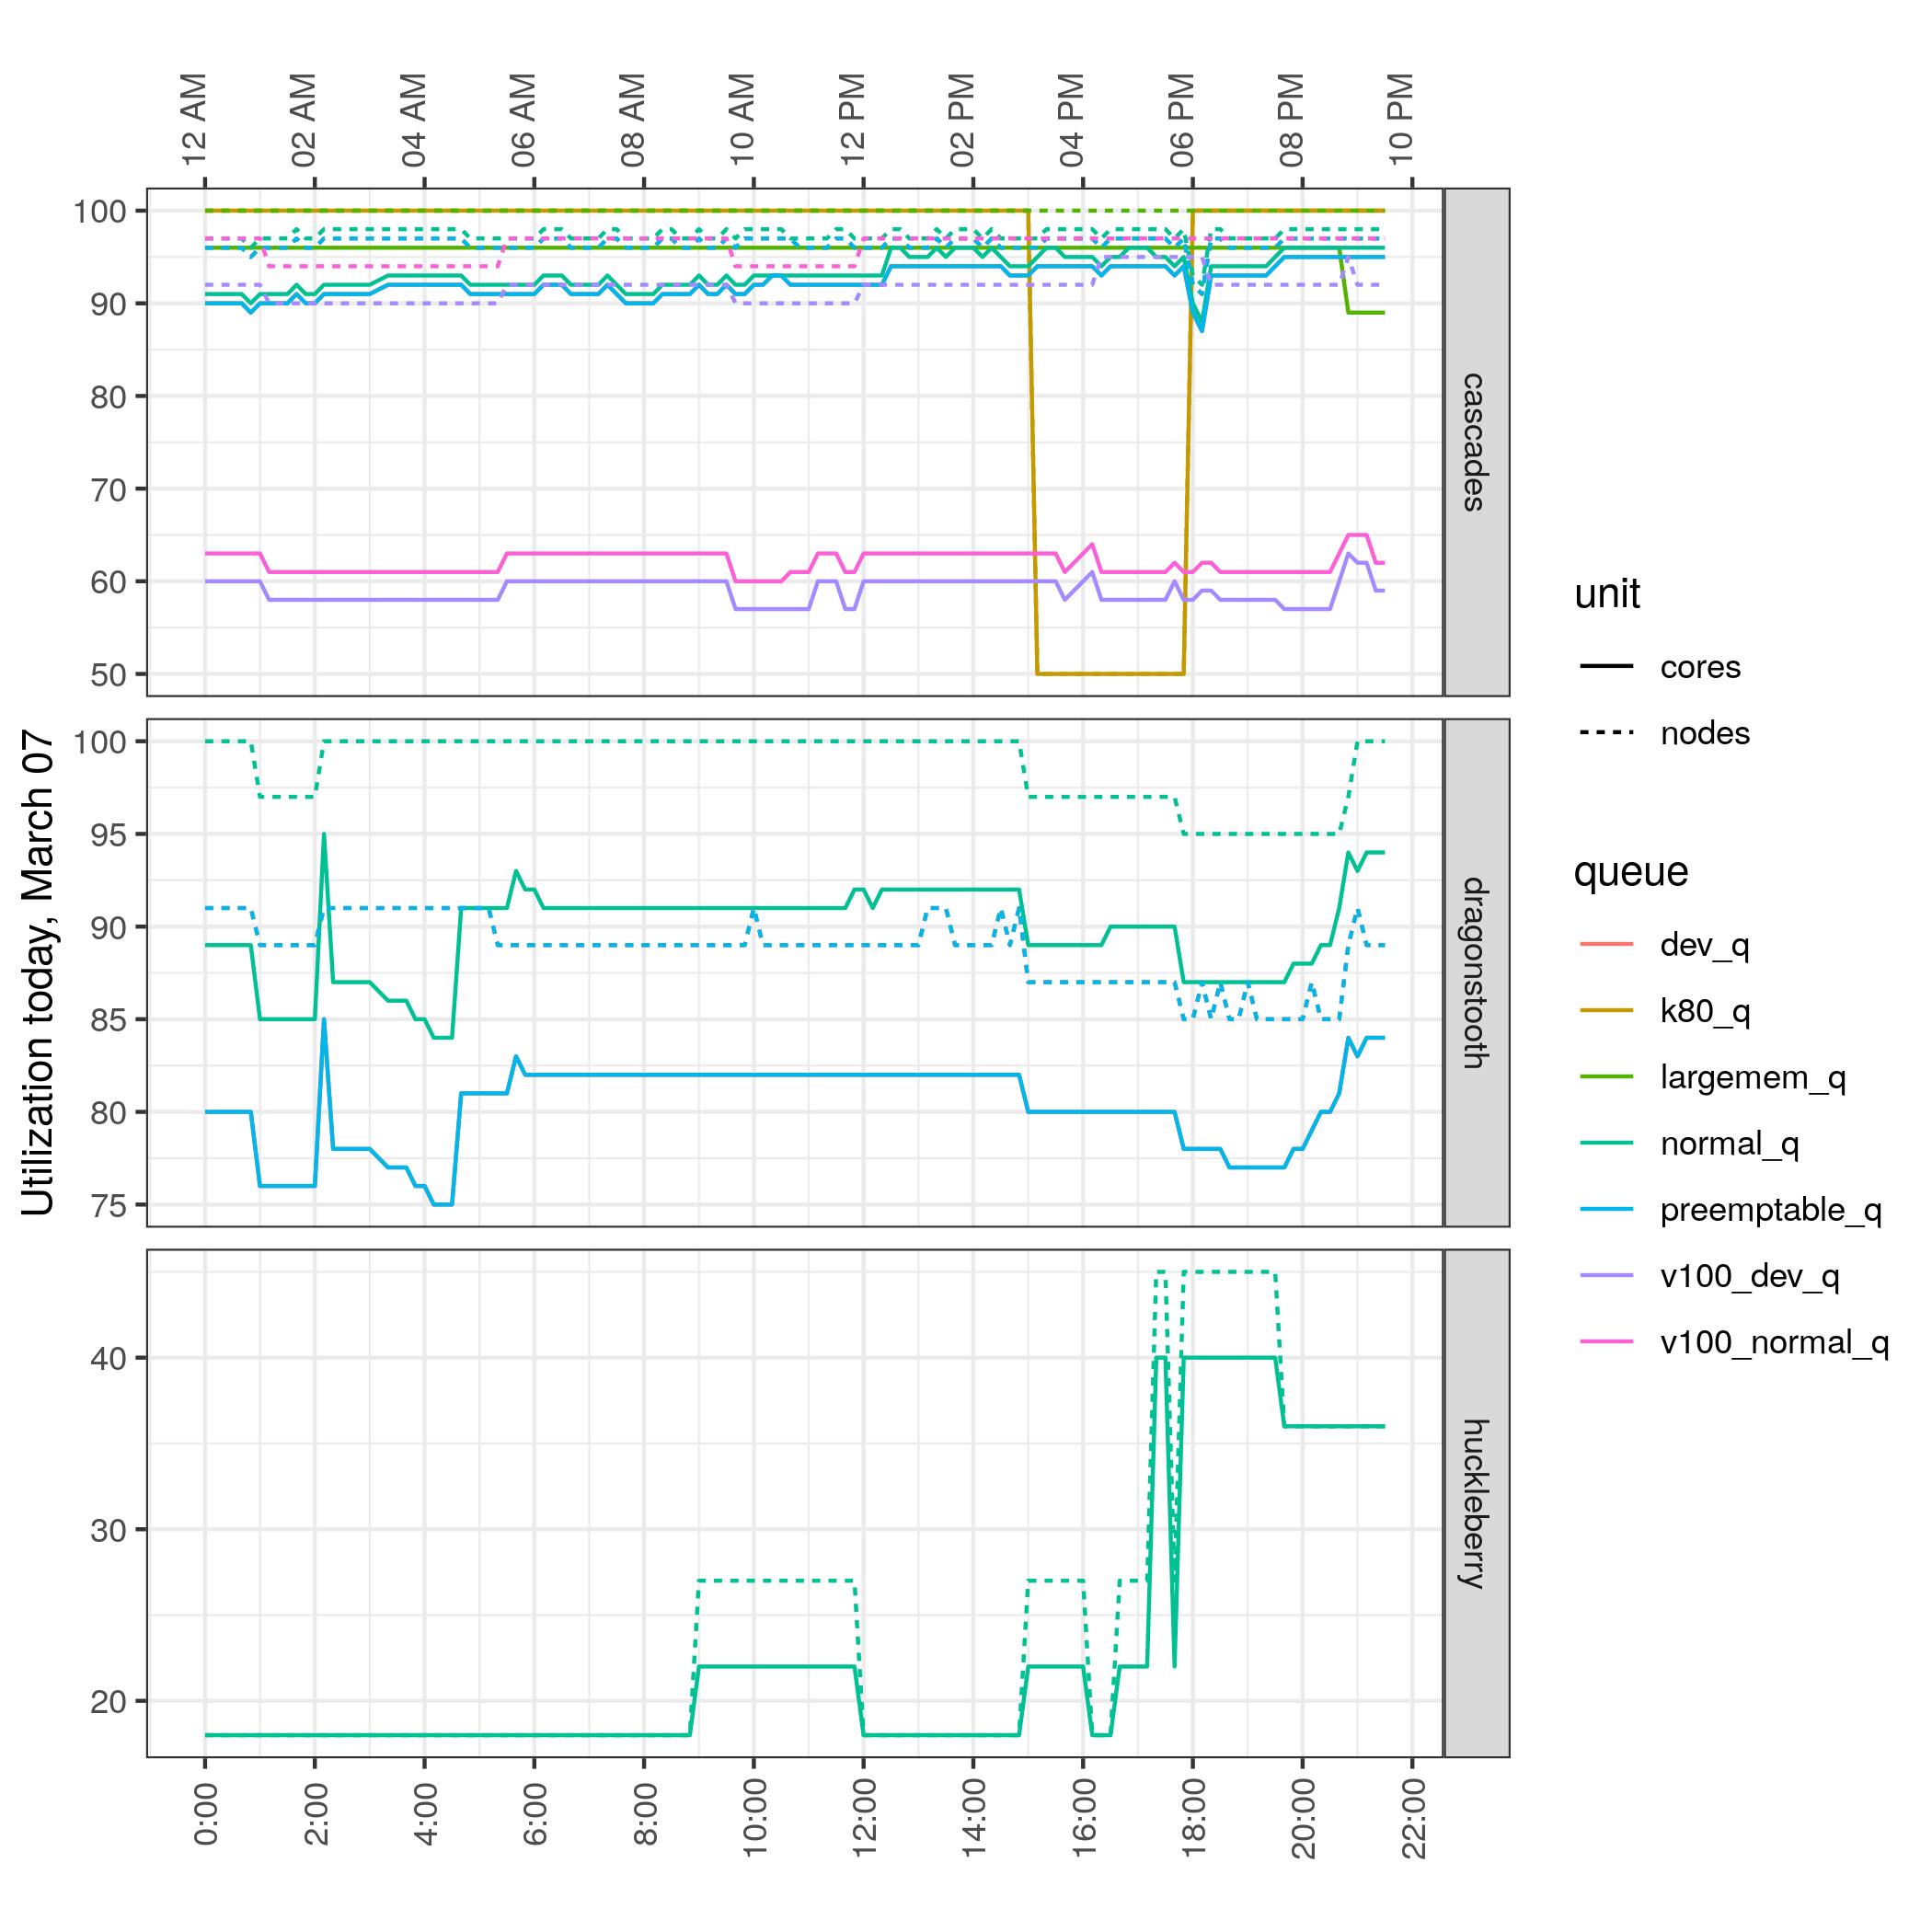 12 AM
02 AM
04 AM
06 AM
08 AM
10 AM
12 PM
02 PM
04 PM
06 PM
08 PM
10 PM
Utilization today, March 07
100
90
80
70
60
50
cascades
100
95
90
85
80
75
dragonstooth
40
30
20
huckleberry
0:00
2:00
4:00
6:00
8:00
10:00
12:00
14:00
16:00
18:00
20:00
22:00
unit
cores
nodes
queue
dev_q
k80_q
largemem_q
normal_q
preemptable_q
v100_dev_q
v100_normal_q